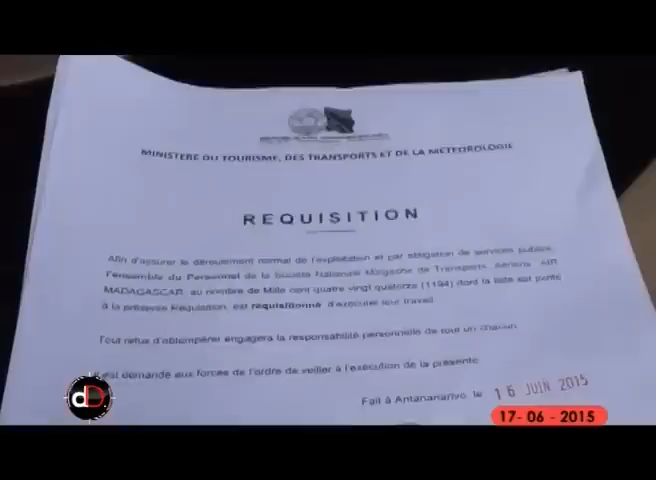 MINISTERE DU TOURISME, DES TRANSPORTS ET DE LA METEOROLOGIE
REQUISITION
Afin d'assurer le déroulement normal de l'exploitation et par obligation de services publics,
l'ensemble du Personnel de la Société Nationale Malgache de Transports Aériens AIR
MADAGASCAR au nombre de Mille cent quatre vingt quatorze (1194) dont la liste est jointe
à la présente Réquisition, est réquisitionné d'exécuter leur travail.
Tout refus d'obtempérer engagera la responsabilité personnelle de tout un chacun.
Il est demandé aux forces de l'ordre de veiller à l'exécution de la présente.
Fait à Antananarivo, le 16 JUIN 2015
dD
17- 06 - 2015